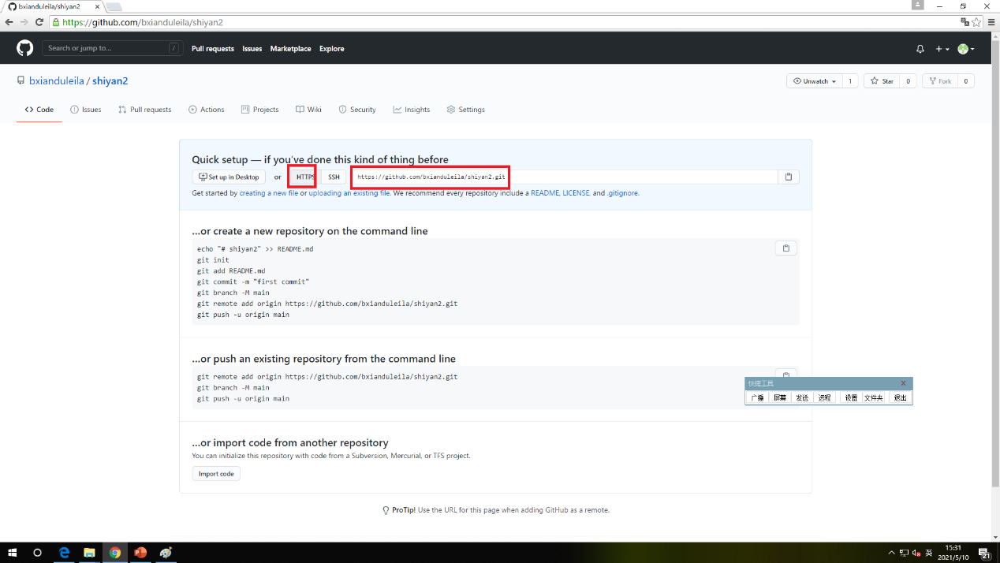 bxianduleila/shiyan2
https://github.com/bxianduleila/shiyan2
Search or jump to... /
Pull requests Issues Marketplace Explore
bxianduleila / shiyan2
Unwatch 1 Star 0 Fork 0
Code Issues Pull requests Actions Projects Wiki Security Insights Settings
Quick setup — if you've done this kind of thing before
Set up in Desktop or HTTPS SSH https://github.com/bxianduleila/shiyan2.git
Get started by creating a new file or uploading an existing file. We recommend every repository include a README, LICENSE, and .gitignore.
...or create a new repository on the command line
echo "# shiyan2" >> README.md
git init
git add README.md
git commit -m "first commit"
git branch -M main
git remote add origin https://github.com/bxianduleila/shiyan2.git
git push -u origin main
...or push an existing repository from the command line
git remote add origin https://github.com/bxianduleila/shiyan2.git
git branch -M main
git push -u origin main
快捷工具
广播 屏幕 发送 远程 设置 文件夹 退出
...or import code from another repository
You can initialize this repository with code from a Subversion, Mercurial, or TFS project.
Import code
ProTip! Use the URL for this page when adding GitHub as a remote.
英
15:31
2021/5/10
21